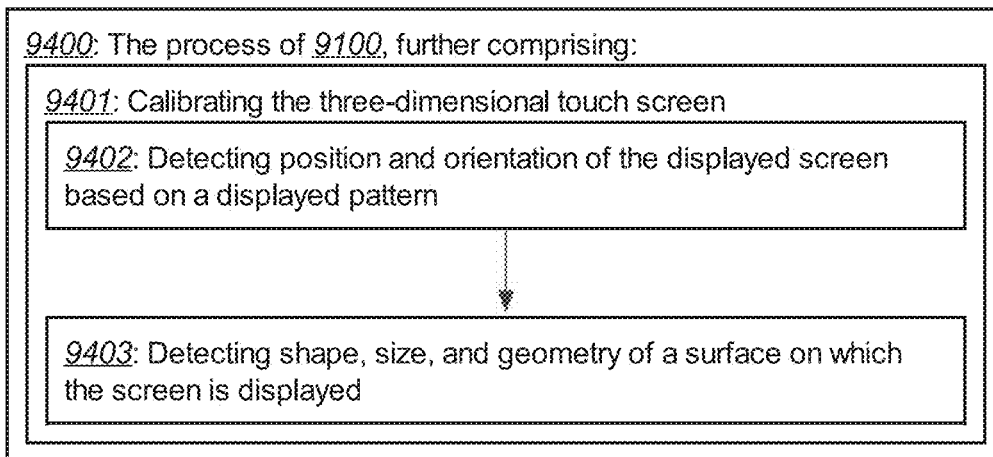 9400: The process of 9100, further comprising:
9401: Calibrating the three-dimensional touch screen
9402: Detecting position and orientation of the displayed screen
based on a displayed pattern
9403: Detecting shape, size, and geometry of a surface on which
the screen is displayed